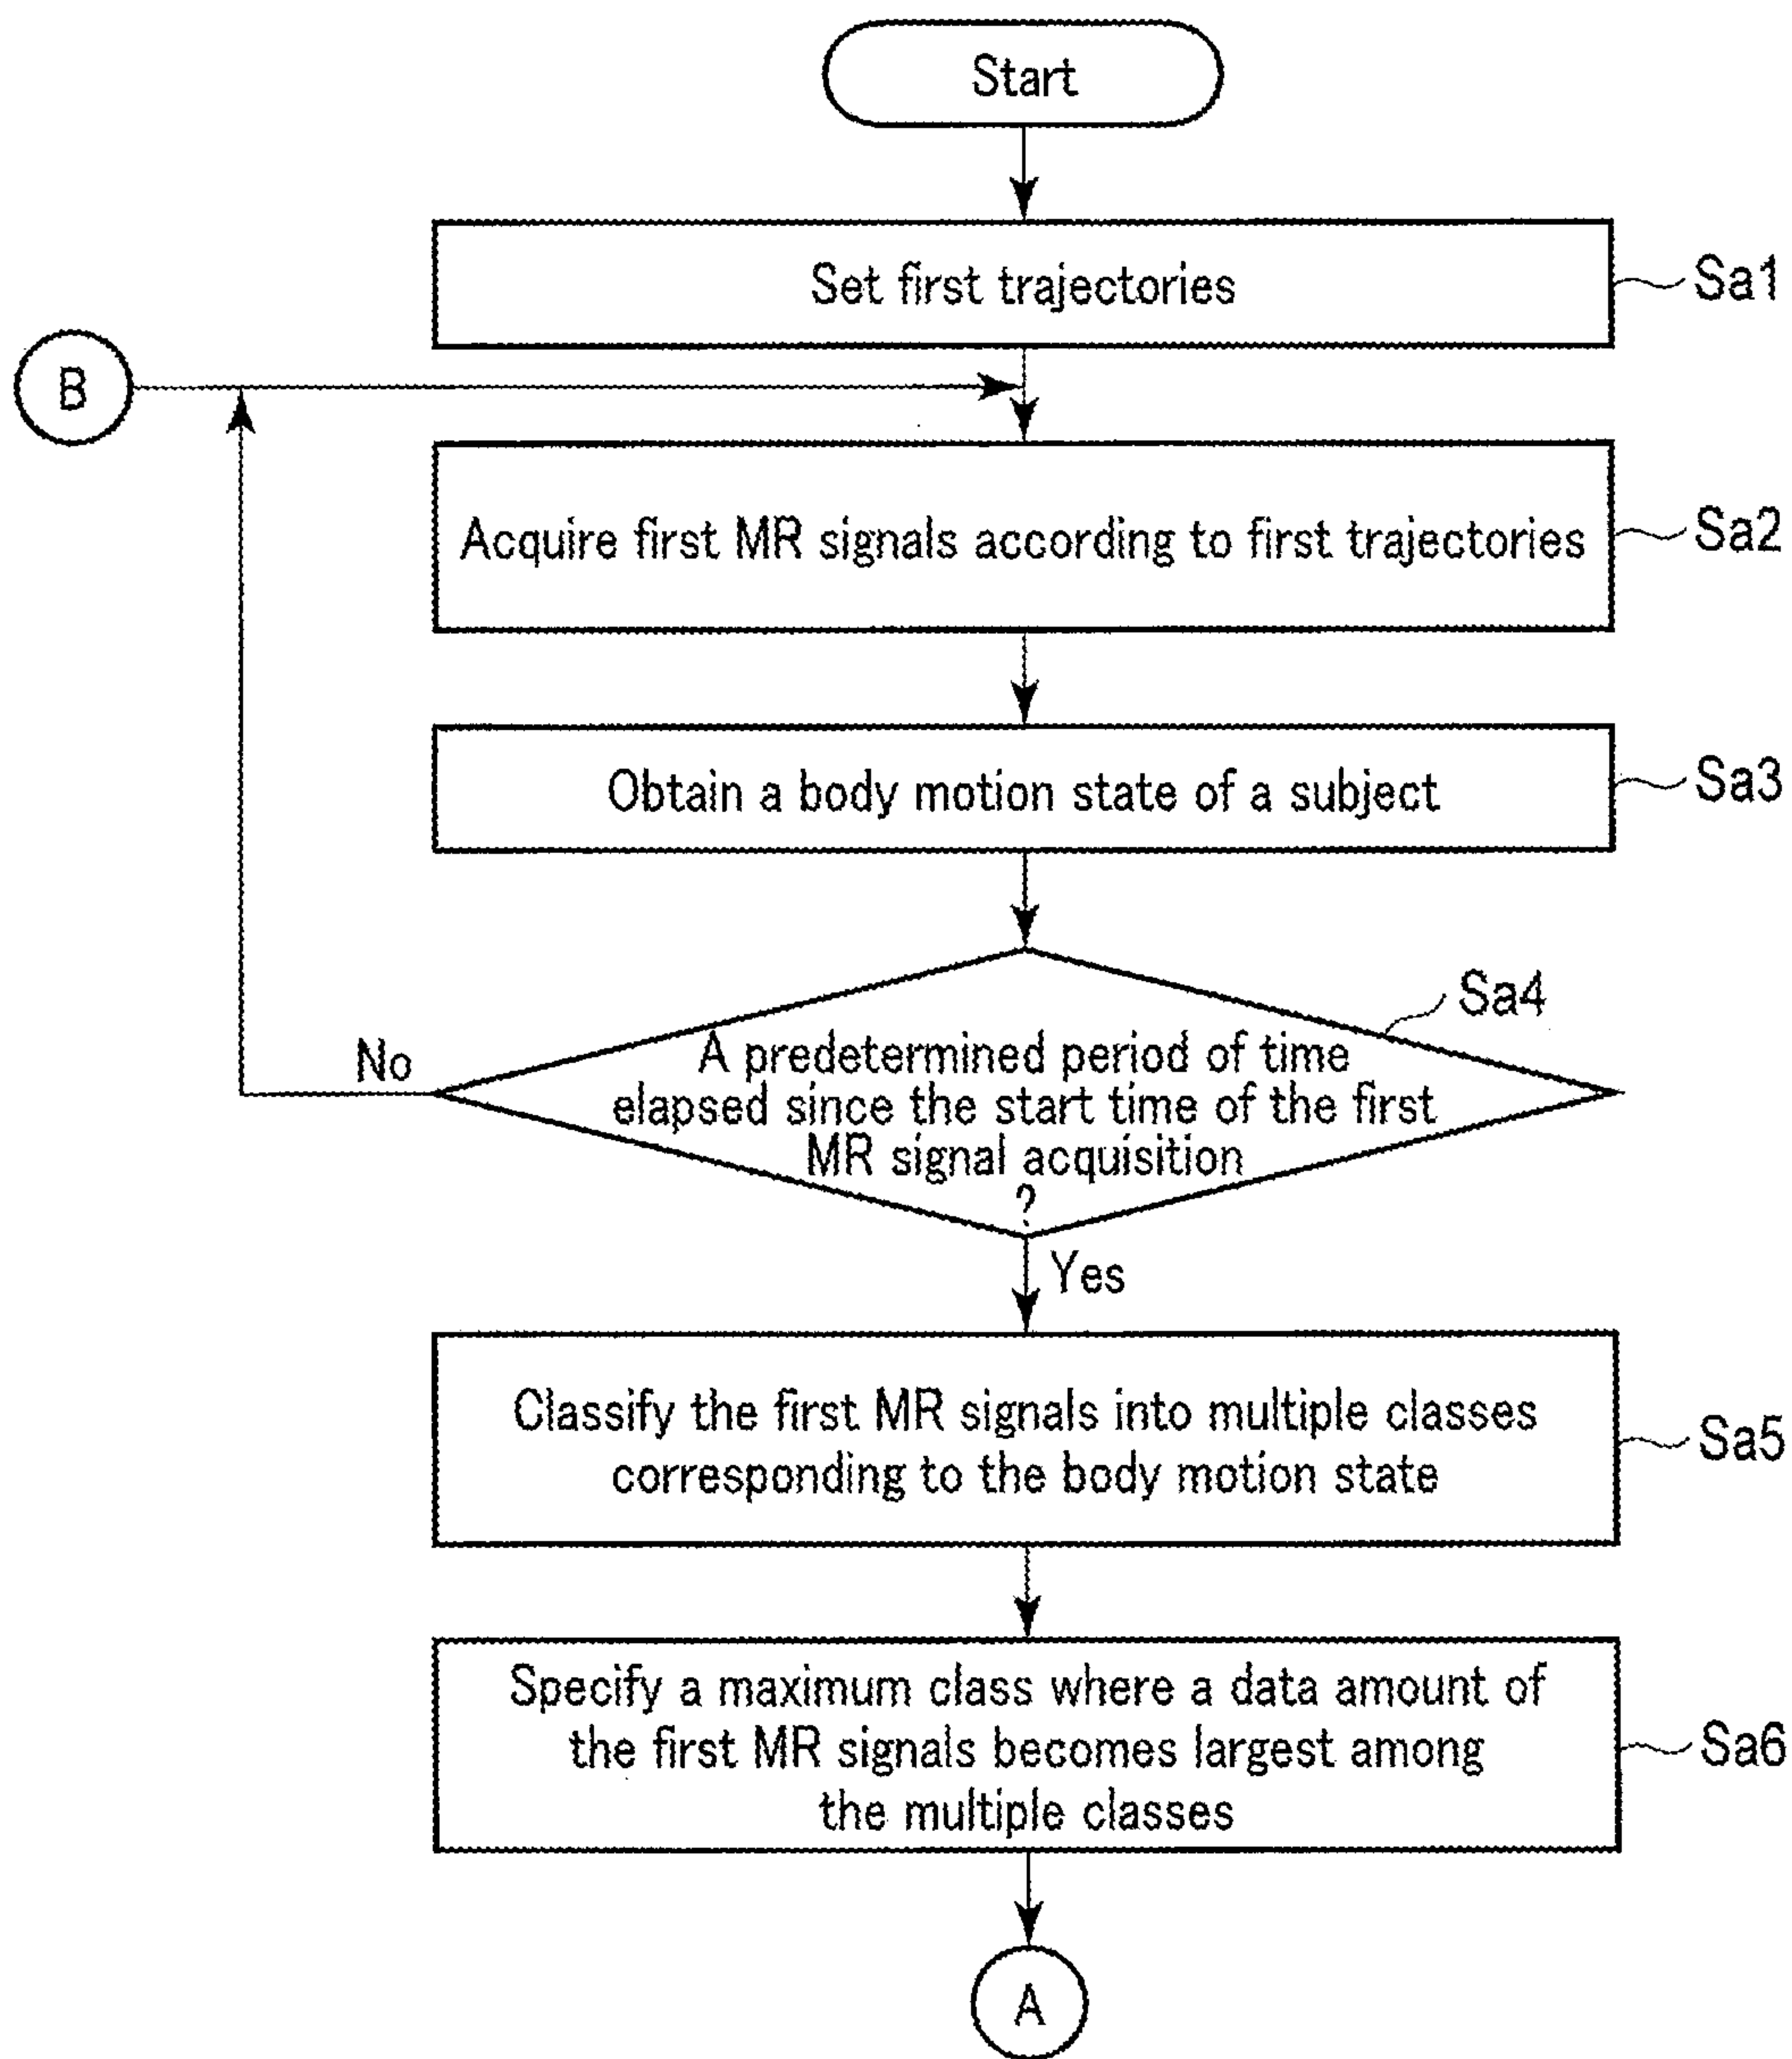 Start
Set first trajectories
Sa1
B
Acquire first MR signals according to first trajectories
Sa2
Obtain a body motion state of a subject
Sa3
Sa4
No
A predetermined period of time
elapsed since the start time of the first
MR signal acquisition
?
Yes
Classify the first MR signals into multiple classes
corresponding to the body motion state
Sa5
Specify a maximum class where a data amount of
the first MR signals becomes largest among
the multiple classes
Sa6
A